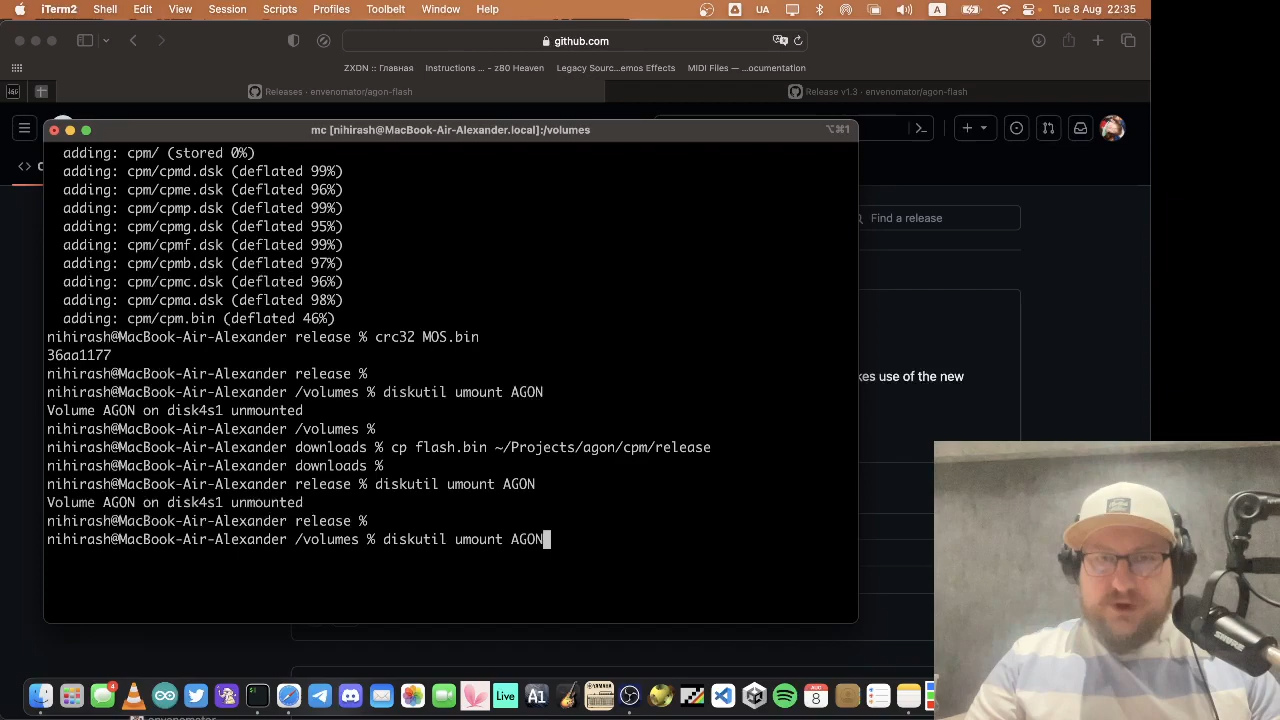 iTerm2 Shell Edit View Session Scripts Profiles Toolbelt Window Help UA A Tue 8 Aug 22:35
github.com
ZXDN :: Главная Instructions ... - z80 Heaven Legacy Sourc...emos Effects MIDI Files — ...ocumentation
Releases · envenomator/agon-flash Release v1.3 · envenomator/agon-flash
mc [nihirash@MacBook-Air-Alexander.local]:/volumes ⌥⌘1
adding: cpm/ (stored 0%)
adding: cpm/cpmd.dsk (deflated 99%)
<> C
adding: cpm/cpme.dsk (deflated 96%)
adding: cpm/cpmp.dsk (deflated 99%)
Find a release
adding: cpm/cpmg.dsk (deflated 95%)
adding: cpm/cpmf.dsk (deflated 99%)
adding: cpm/cpmb.dsk (deflated 97%)
adding: cpm/cpmc.dsk (deflated 96%)
adding: cpm/cpma.dsk (deflated 98%)
adding: cpm/cpm.bin (deflated 46%)
nihirash@MacBook-Air-Alexander release % crc32 MOS.bin
36aa1177
nihirash@MacBook-Air-Alexander release %
kes use of the new
nihirash@MacBook-Air-Alexander /volumes % diskutil umount AGON
Volume AGON on disk4s1 unmounted
nihirash@MacBook-Air-Alexander /volumes %
nihirash@MacBook-Air-Alexander downloads % cp flash.bin ~/Projects/agon/cpm/release
nihirash@MacBook-Air-Alexander downloads %
nihirash@MacBook-Air-Alexander release % diskutil umount AGON
Volume AGON on disk4s1 unmounted
nihirash@MacBook-Air-Alexander release %
nihirash@MacBook-Air-Alexander /volumes % diskutil umount AGON
SHURE
4
Live
A1
AUG
8
envenomator